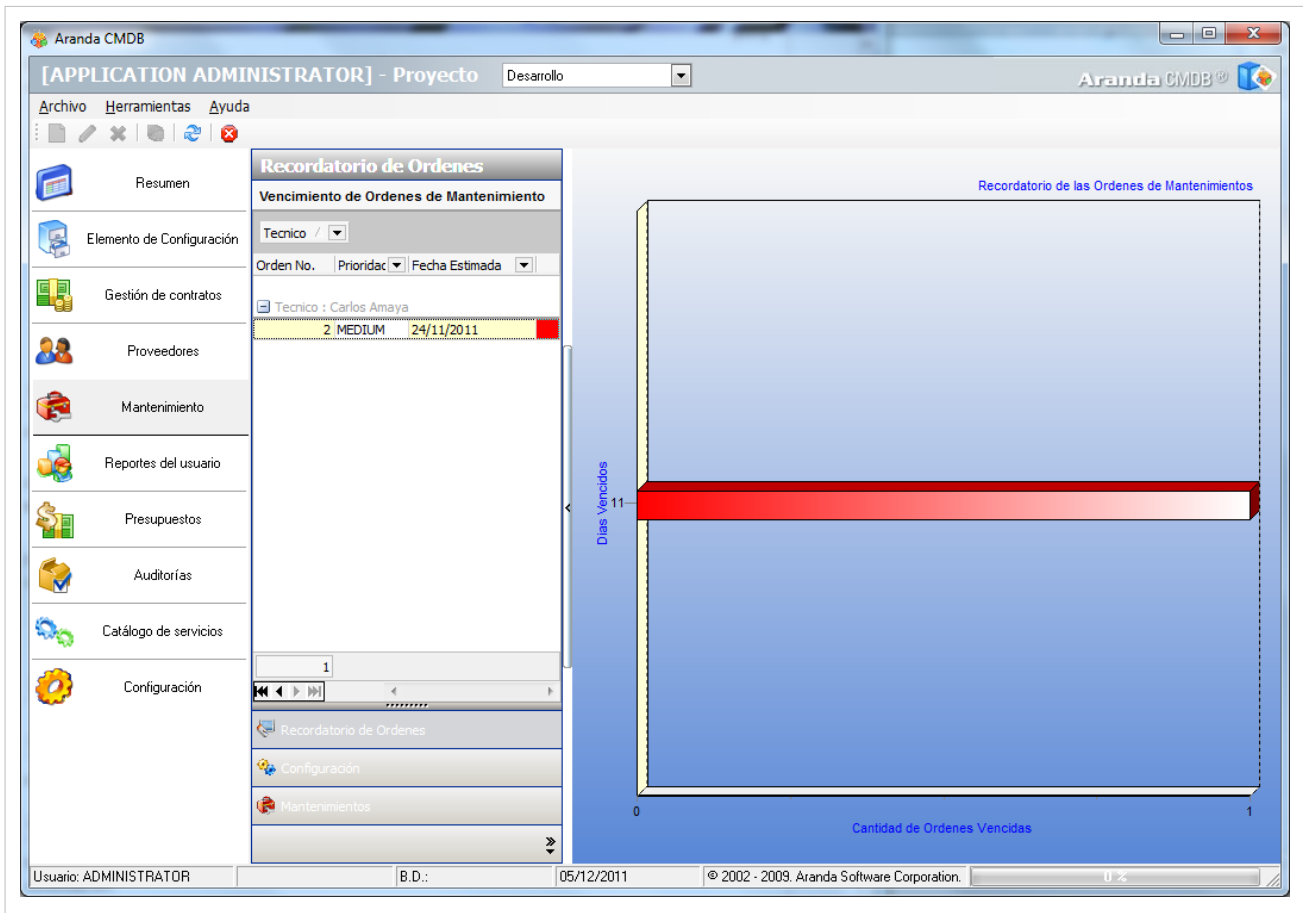 Aranda CMDB
[APPLICATION ADMINISTRATOR] - Proyecto Desarrollo Aranda CMDB®
Archivo Herramientas Ayuda
Resumen
Elemento de Configuración
Gestión de contratos
Proveedores
Mantenimiento
Reportes del usuario
Presupuestos
Auditorías
Catálogo de servicios
Configuración
Recordatorio de Ordenes
Vencimiento de Ordenes de Mantenimiento
Tecnico /
Orden No. Prioridac Fecha Estimada
Tecnico : Carlos Amaya
2 MEDIUM 24/11/2011
1
Recordatorio de Ordenes
Configuración
Mantenimientos
Recordatorio de las Ordenes de Mantenimientos
Dias Vencidos
11
0 1
Cantidad de Ordenes Vencidas
Usuario: ADMINISTRATOR B.D.: 05/12/2011 © 2002 - 2009. Aranda Software Corporation. 0 %